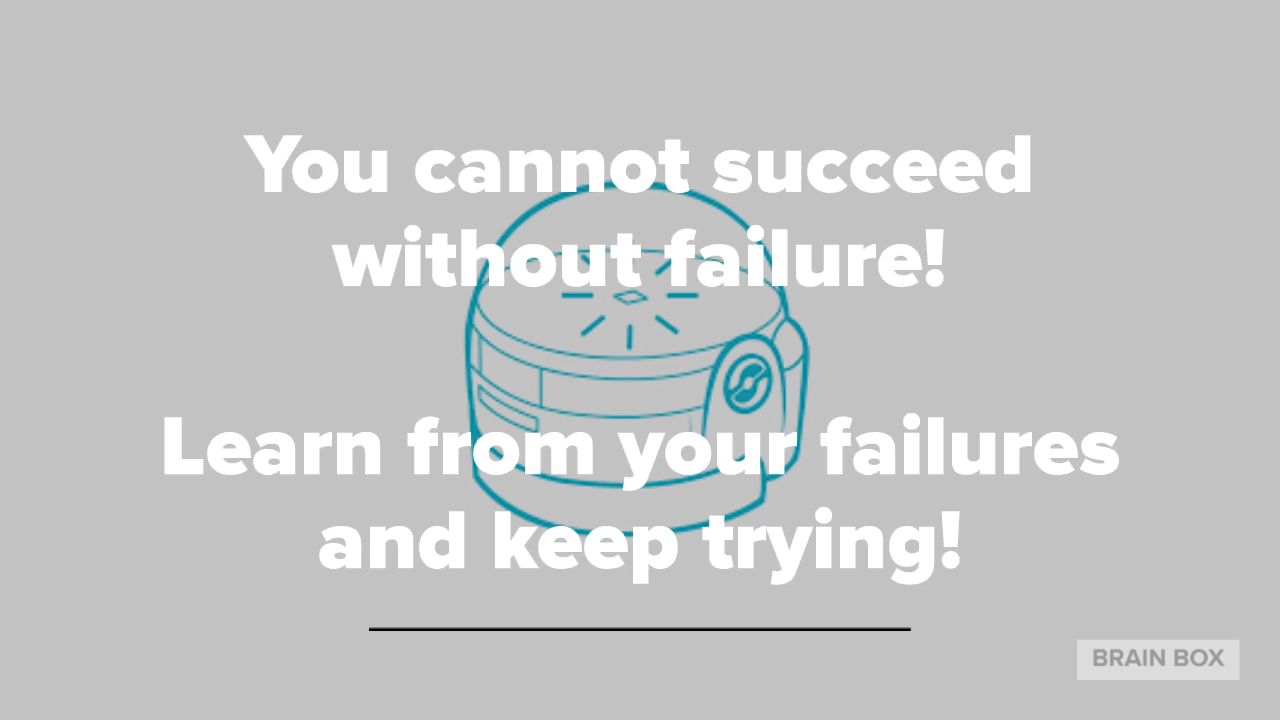 You cannot succeed
without failure!
Learn from your failures
and keep trying!
BRAIN BOX